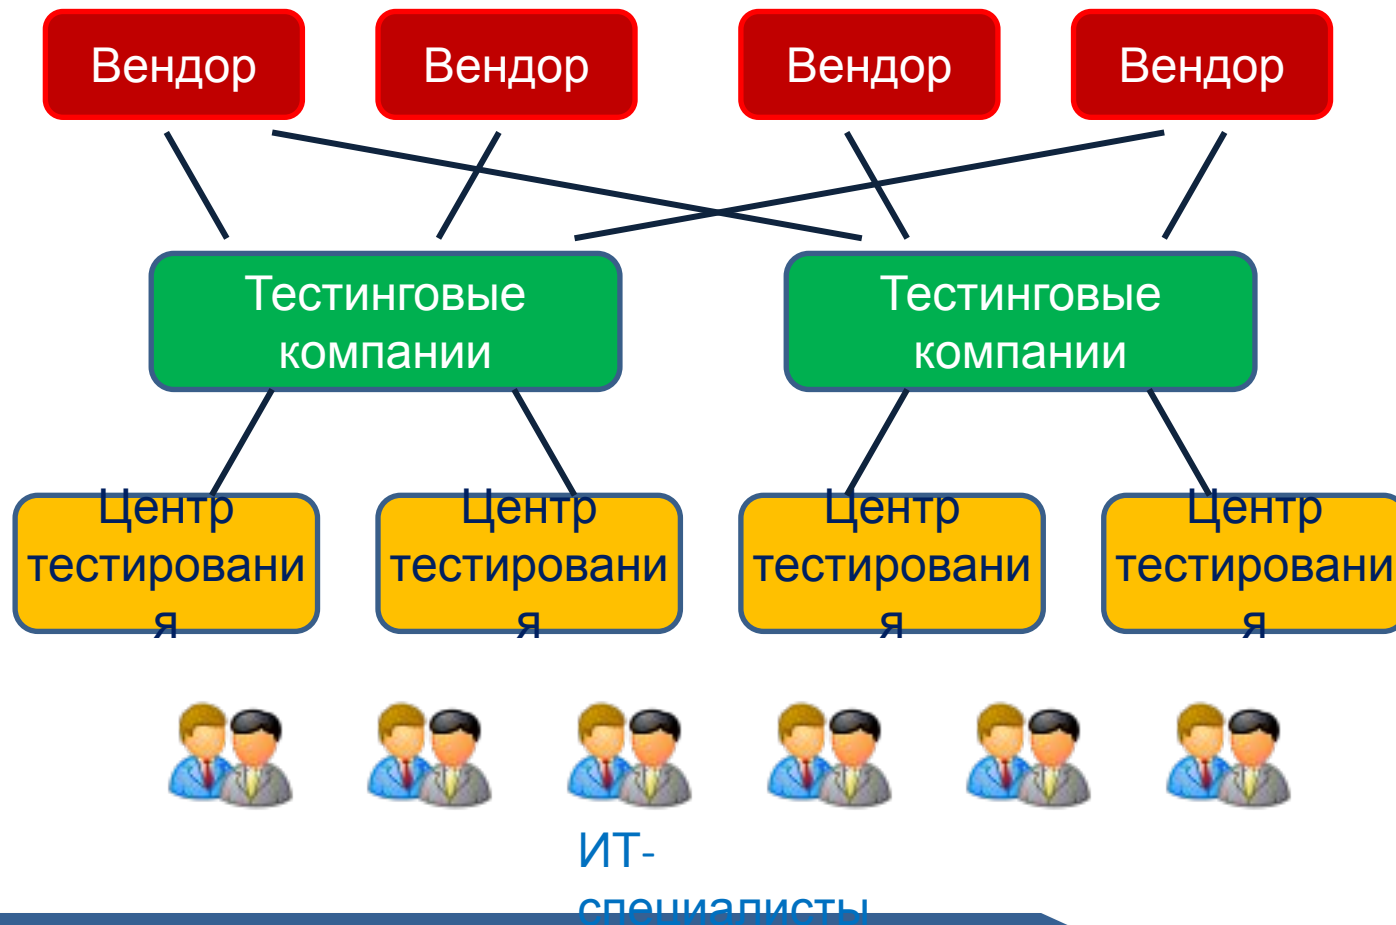 Вендор Вендор Вендор Вендор
Тестинговые
компании
Тестинговые
компании
Центр
тестировани
я
Центр
тестировани
я
Центр
тестировани
я
Центр
тестировани
я
ИТ-
специалисты